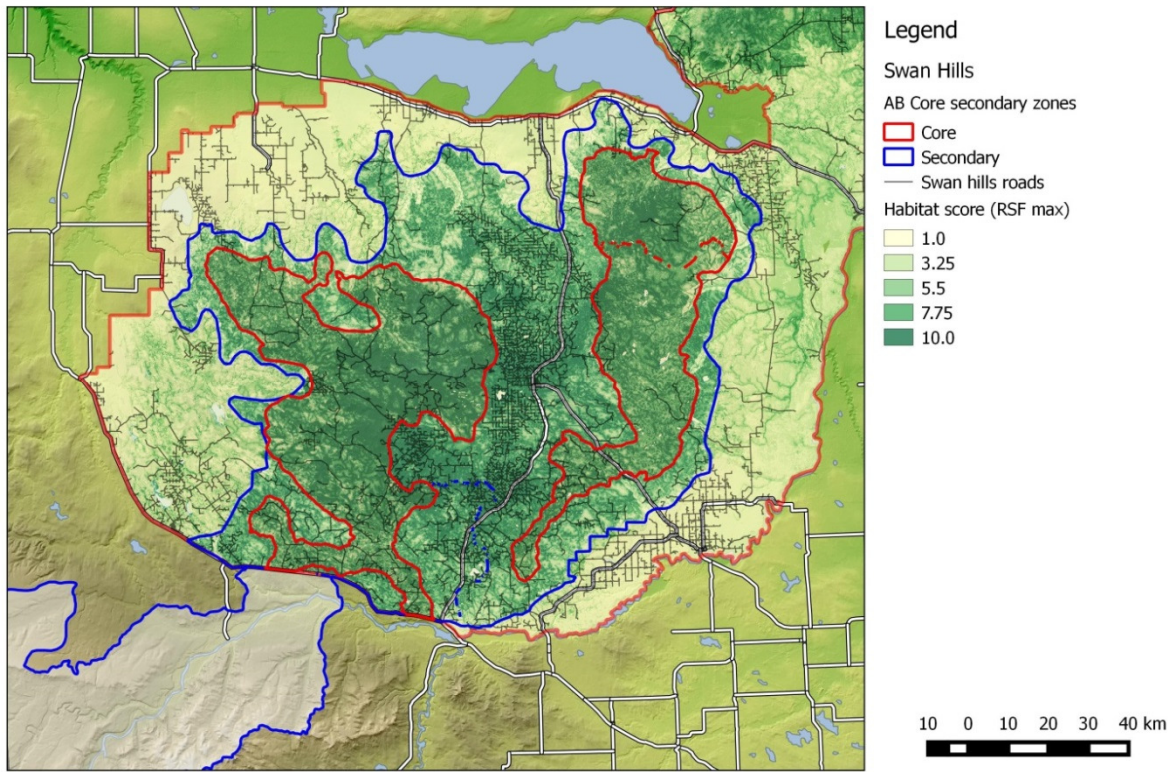 Legend
Swan Hills
AB Core secondary zones
Core
Secondary
Swan hills roads
Habitat score (RSF max)
1.0
3.25
5.5
7.75
10.0
10 0 10 20 30 40 km